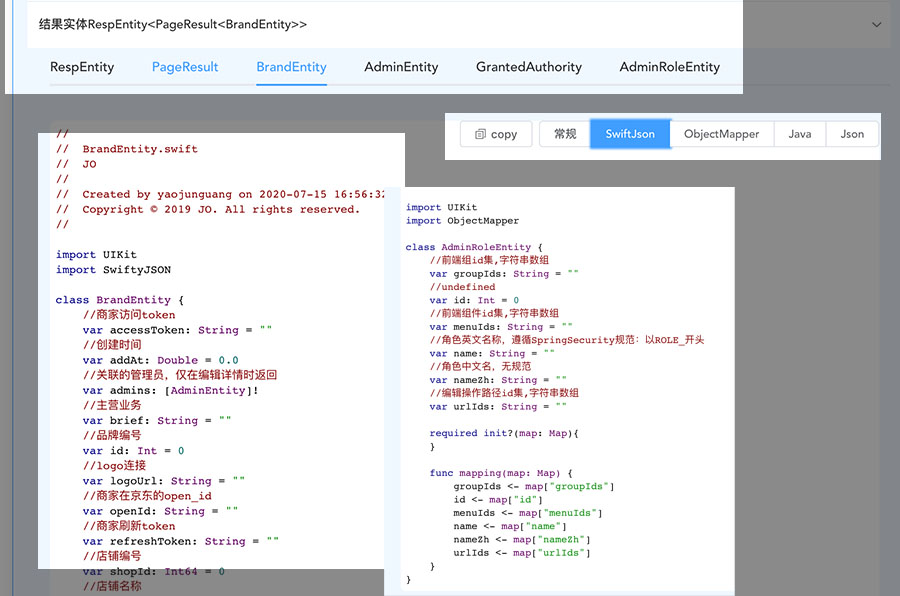 结果实体RespEntity<PageResult<BrandEntity>>
RespEntity PageResult BrandEntity AdminEntity GrantedAuthority AdminRoleEntity
copy 常规 SwiftJson ObjectMapper Java Json
//
// BrandEntity.swift
// JO
//
// Created by yaojunguang on 2020-07-15 16:56:32
// Copyright © 2019 JO. All rights reserved.
//
import UIKit
import SwiftyJSON
class BrandEntity {
//商家访问token
var accessToken: String = ""
//创建时间
var addAt: Double = 0.0
//关联的管理员，仅在编辑详情时返回
var admins: [AdminEntity]!
//主营业务
var brief: String = ""
//品牌编号
var id: Int = 0
//logo连接
var logoUrl: String = ""
//商家在京东的open_id
var openId: String = ""
//商家刷新token
var refreshToken: String = ""
//店铺编号
var shopId: Int64 = 0
//店铺名称
import UIKit
import ObjectMapper
class AdminRoleEntity {
//前端组id集,字符串数组
var groupIds: String = ""
//undefined
var id: Int = 0
//前端组件id集,字符串数组
var menuIds: String = ""
//角色英文名称，遵循SpringSecurity规范：以ROLE_开头
var name: String = ""
//角色中文名，无规范
var nameZh: String = ""
//编辑操作路径id集,字符串数组
var urlIds: String = ""
required init?(map: Map){
}
func mapping(map: Map) {
groupIds <- map["groupIds"]
id <- map["id"]
menuIds <- map["menuIds"]
name <- map["name"]
nameZh <- map["nameZh"]
urlIds <- map["urlIds"]
}
}